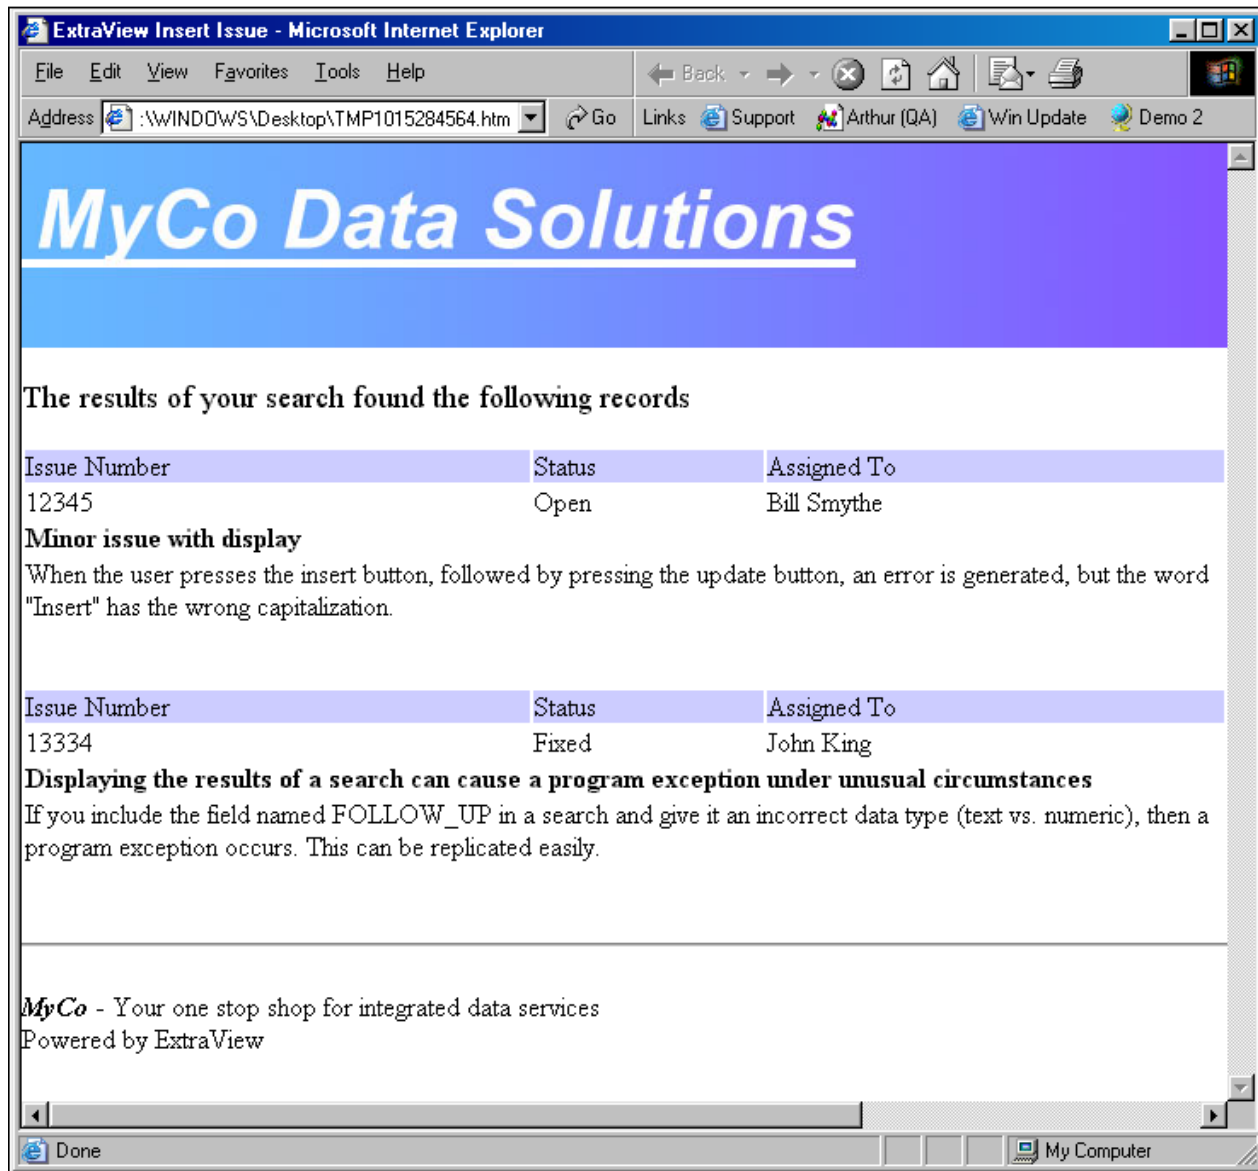 ExtraView Insert Issue - Microsoft Internet Explorer
File Edit View Favorites Tools Help Back
Address :\WINDOWS\Desktop\TMP1015284564.htm Go Links Support Arthur (QA) Win Update Demo 2
MyCo Data Solutions
The results of your search found the following records
Issue Number Status Assigned To
12345 Open Bill Smythe
Minor issue with display
When the user presses the insert button, followed by pressing the update button, an error is generated, but the word
"Insert" has the wrong capitalization.
Issue Number Status Assigned To
13334 Fixed John King
Displaying the results of a search can cause a program exception under unusual circumstances
If you include the field named FOLLOW_UP in a search and give it an incorrect data type (text vs. numeric), then a
program exception occurs. This can be replicated easily.
MyCo - Your one stop shop for integrated data services
Powered by ExtraView
Done My Computer